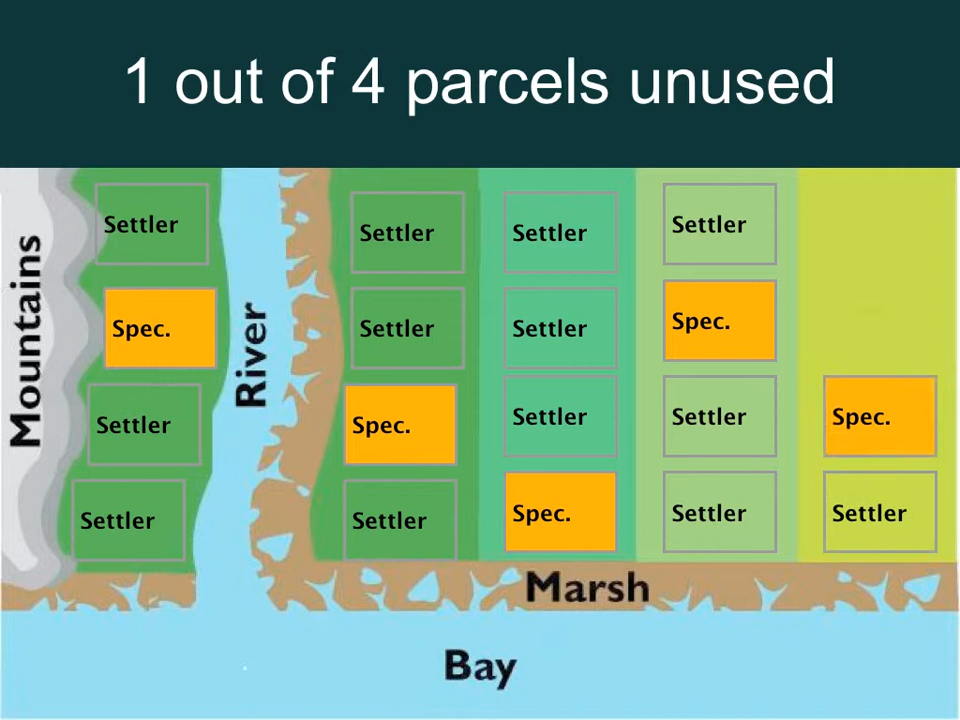 1 out of 4 parcels unused
Settler
Settler
Settler
Settler
Spec.
Settler
Settler
Spec.
Settler
Spec.
Settler
Settler
Spec.
Settler
Settler
Spec.
Settler
Settler
Mountains
River
Marsh
Bay